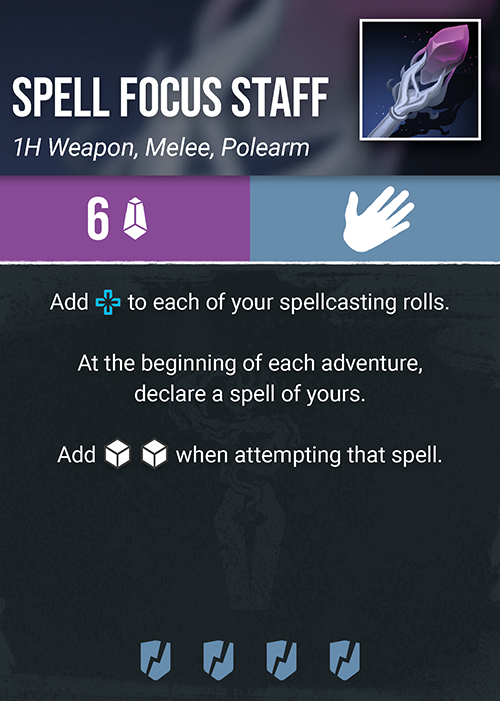 SPELL FOCUS STAFF
1H Weapon, Melee, Polearm
6
Add to each of your spellcasting rolls.
At the beginning of each adventure,
declare a spell of yours.
Add when attempting that spell.